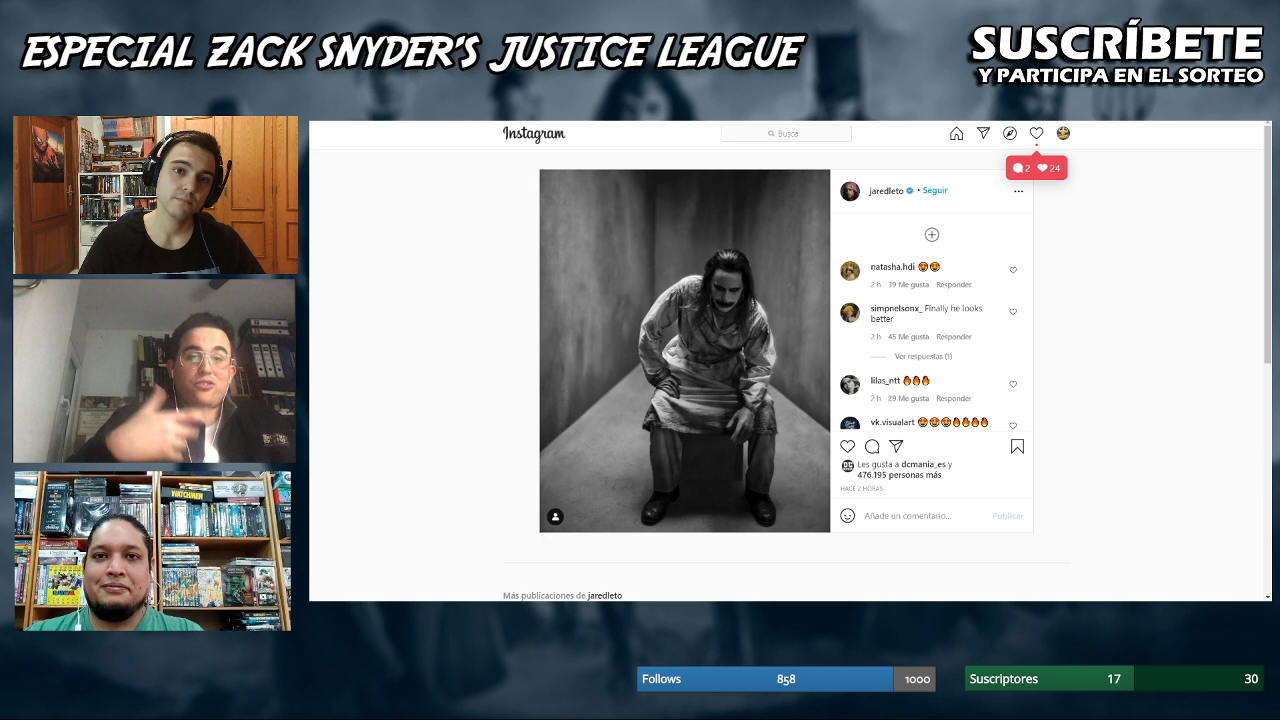 ESPECIAL ZACK SNYDER'S JUSTICE LEAGUE
SUSCRÍBETE
Y PARTICIPA EN EL SORTEO
Instagram
Busca
2 24
jaredleto • Seguir
natasha.hdi
2 h 39 Me gusta Responder
simpnelsonx_ Finally he looks
better
2 h 45 Me gusta Responder
Ver respuestas (1)
lilas_ntt
2 h 29 Me gusta Responder
vk.visualart
Les gusta a dcmania_es y
476.195 personas más
HACE 2 HORAS
Añade un comentario...
Publicar
Más publicaciones de jaredleto
WATCHMEN
Follows 858 1000
Suscriptores 17 30